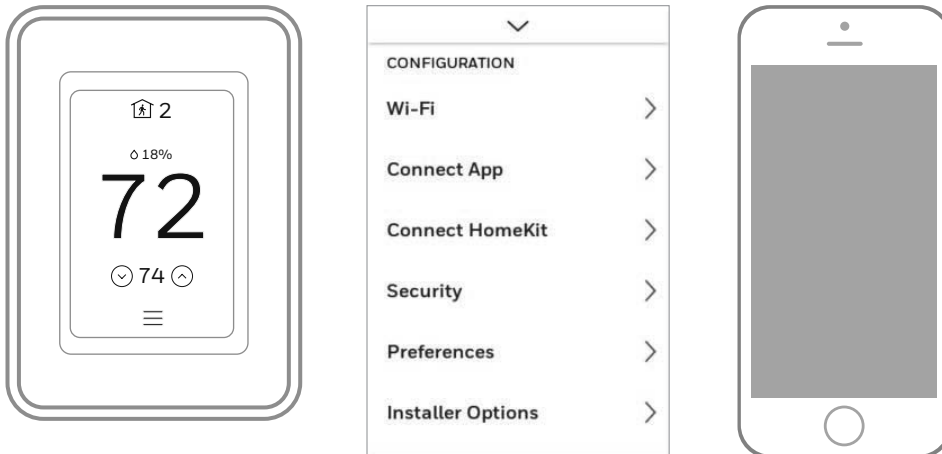 2
18%
72
74
CONFIGURATION
Wi-Fi
Connect App
Connect HomeKit
Security
Preferences
Installer Options